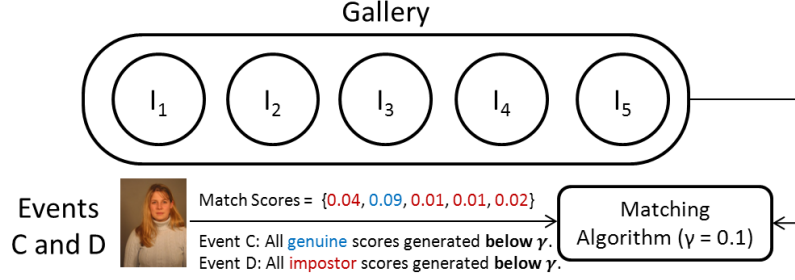 Gallery
I1 I2 I3 I4 I5
Events
C and D
Match Scores = {0.04, 0.09, 0.01, 0.01, 0.02}
Event C: All genuine scores generated below γ.
Event D: All impostor scores generated below γ.
Matching
Algorithm (γ = 0.1)